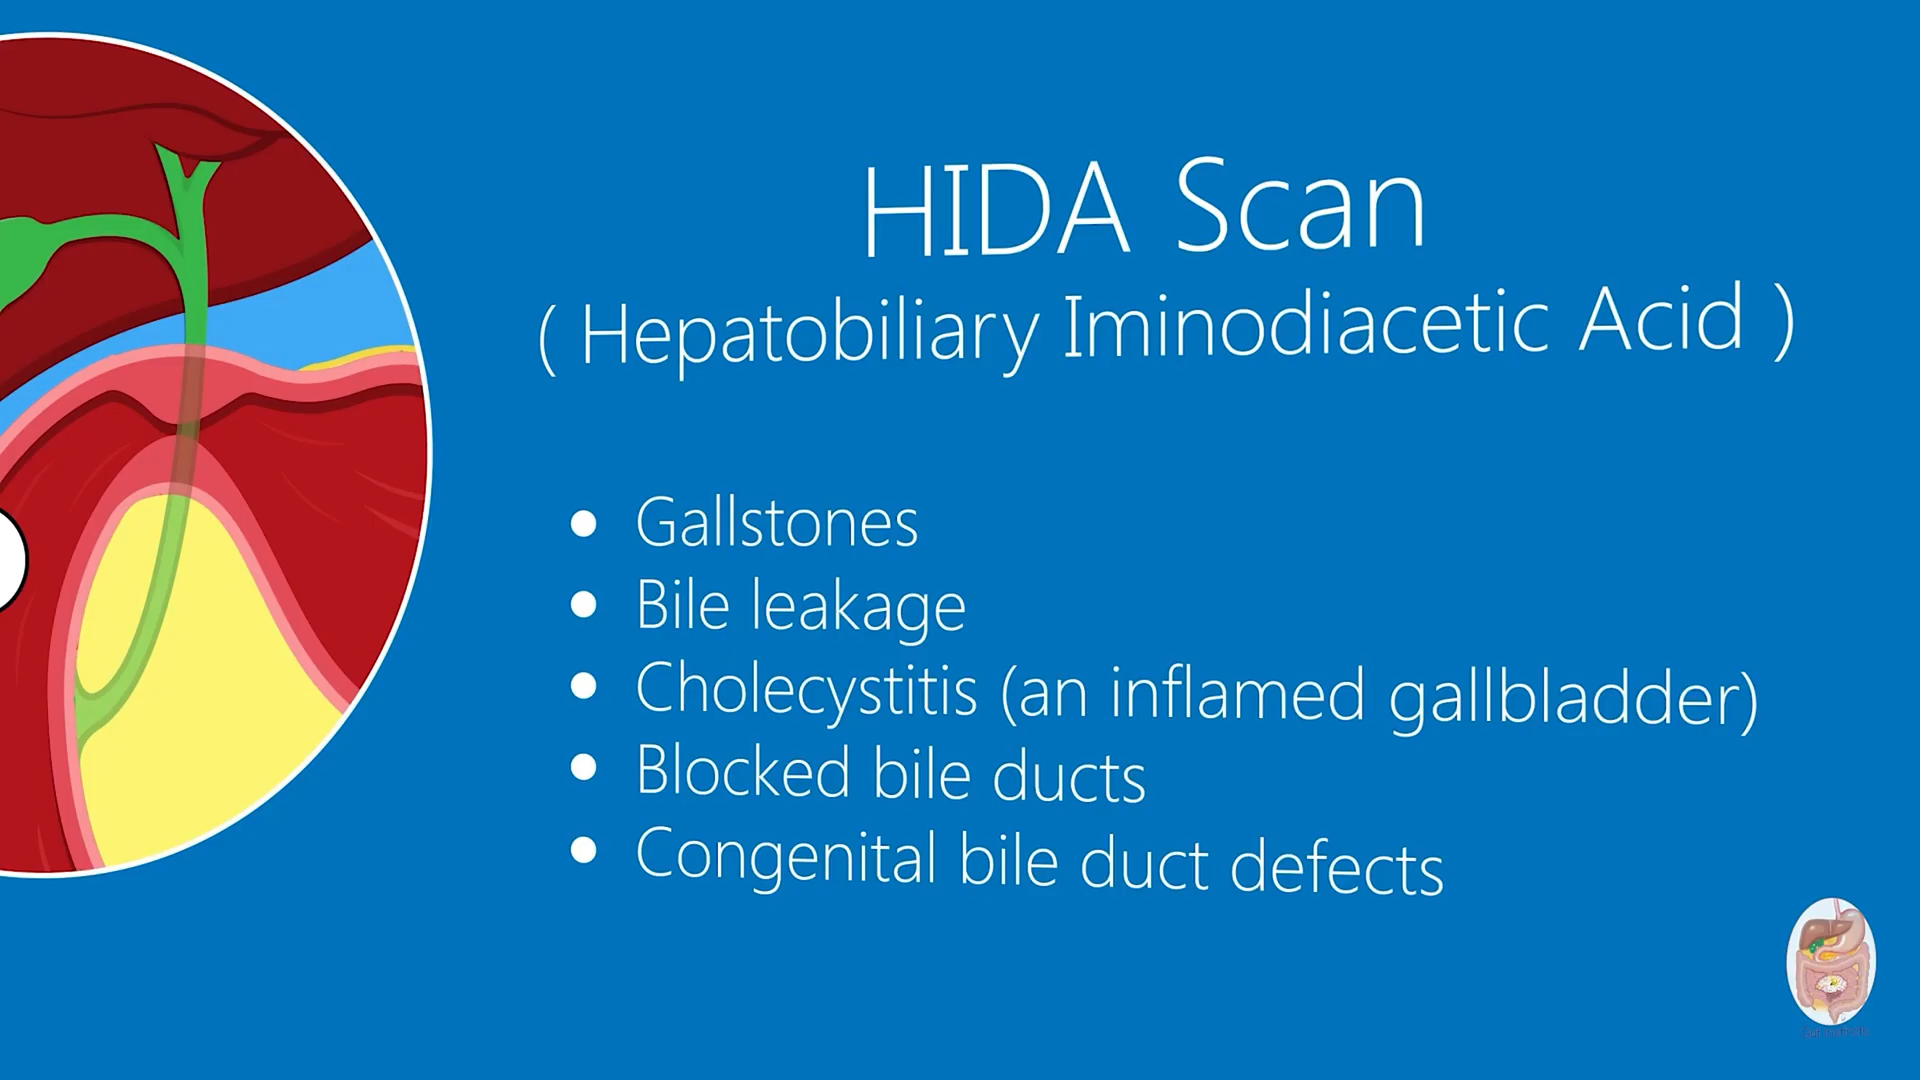 HIDA Scan
( Hepatobiliary Iminodiacetic Acid )
• Gallstones
• Bile leakage
• Cholecystitis (an inflamed gallbladder)
• Blocked bile ducts
• Congenital bile duct defects